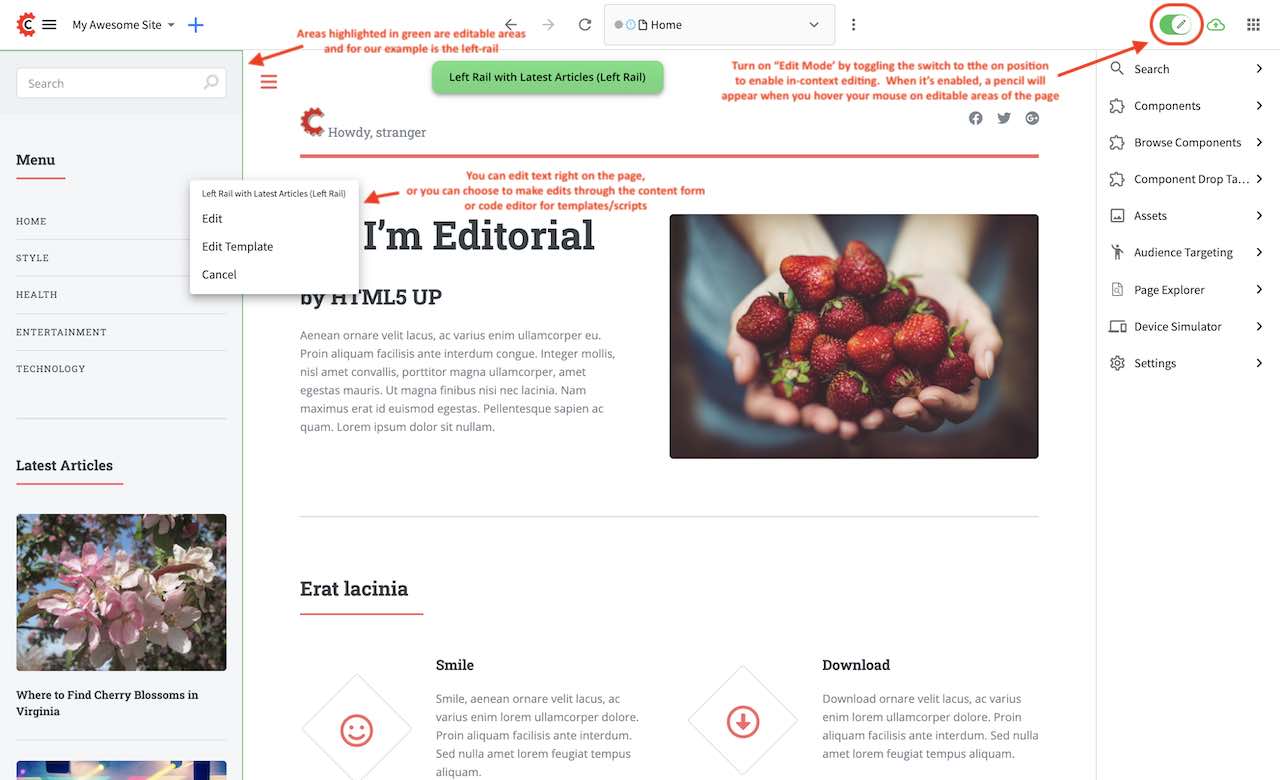 My Awesome Site
Home
Areas highlighted in green are editable areas
and for our example is the left-rail
Search
Left Rail with Latest Articles (Left Rail)
Turn on "Edit Mode' by toggling the switch to tthe on position
to enable in-context editing. When it's enabled, a pencil will
appear when you hover your mouse on editable areas of the page
Howdy, stranger
Menu
HOME
STYLE
HEALTH
ENTERTAINMENT
TECHNOLOGY
Left Rail with Latest Articles (Left Rail)
Edit
Edit Template
Cancel
You can edit text right on the page,
or you can choose to make edits through the content form
or code editor for templates/scripts
I'm Editorial
by HTML5 UP
Aenean ornare velit lacus, ac varius enim ullamcorper eu.
Proin aliquam facilisis ante interdum congue. Integer mollis,
nisl amet convallis, porttitor magna ullamcorper, amet
egestas mauris. Ut magna finibus nisi nec lacinia. Nam
maximus erat id euismod egestas. Pellentesque sapien ac
quam. Lorem ipsum dolor sit nullam.
Search
Components
Browse Components
Component Drop Ta...
Assets
Audience Targeting
Page Explorer
Device Simulator
Settings
Latest Articles
Where to Find Cherry Blossoms in
Virginia
Erat lacinia
Smile
Smile, aenean ornare velit lacus, ac
varius enim lorem ullamcorper dolore.
Proin aliquam facilisis ante interdum.
Sed nulla amet lorem feugiat tempus
aliquam.
Download
Download ornare velit lacus, ac varius
enim lorem ullamcorper dolore. Proin
aliquam facilisis ante interdum. Sed nulla
amet lorem feugiat tempus aliquam.